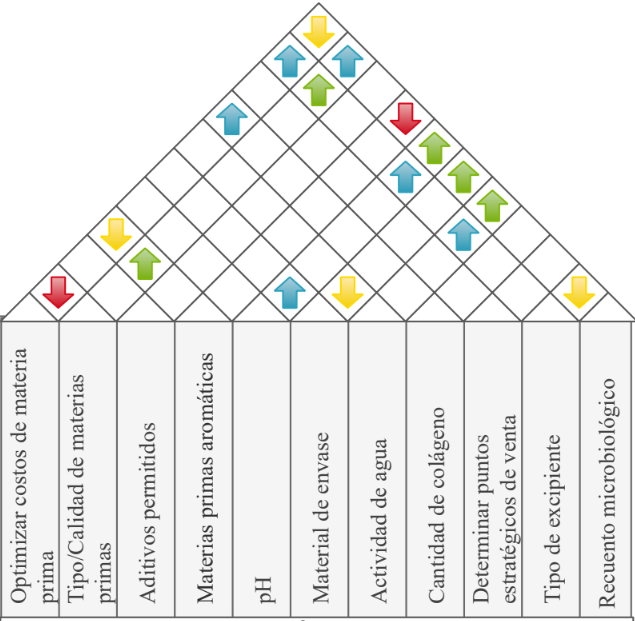 Optimizar costos de materia
prima
Tipo/Calidad de materias
primas
Aditivos permitidos
Materias primas aromáticas
pH
Material de envase
Actividad de agua
Cantidad de colágeno
Determinar puntos
estratégicos de venta
Tipo de excipiente
Recuento microbiológico